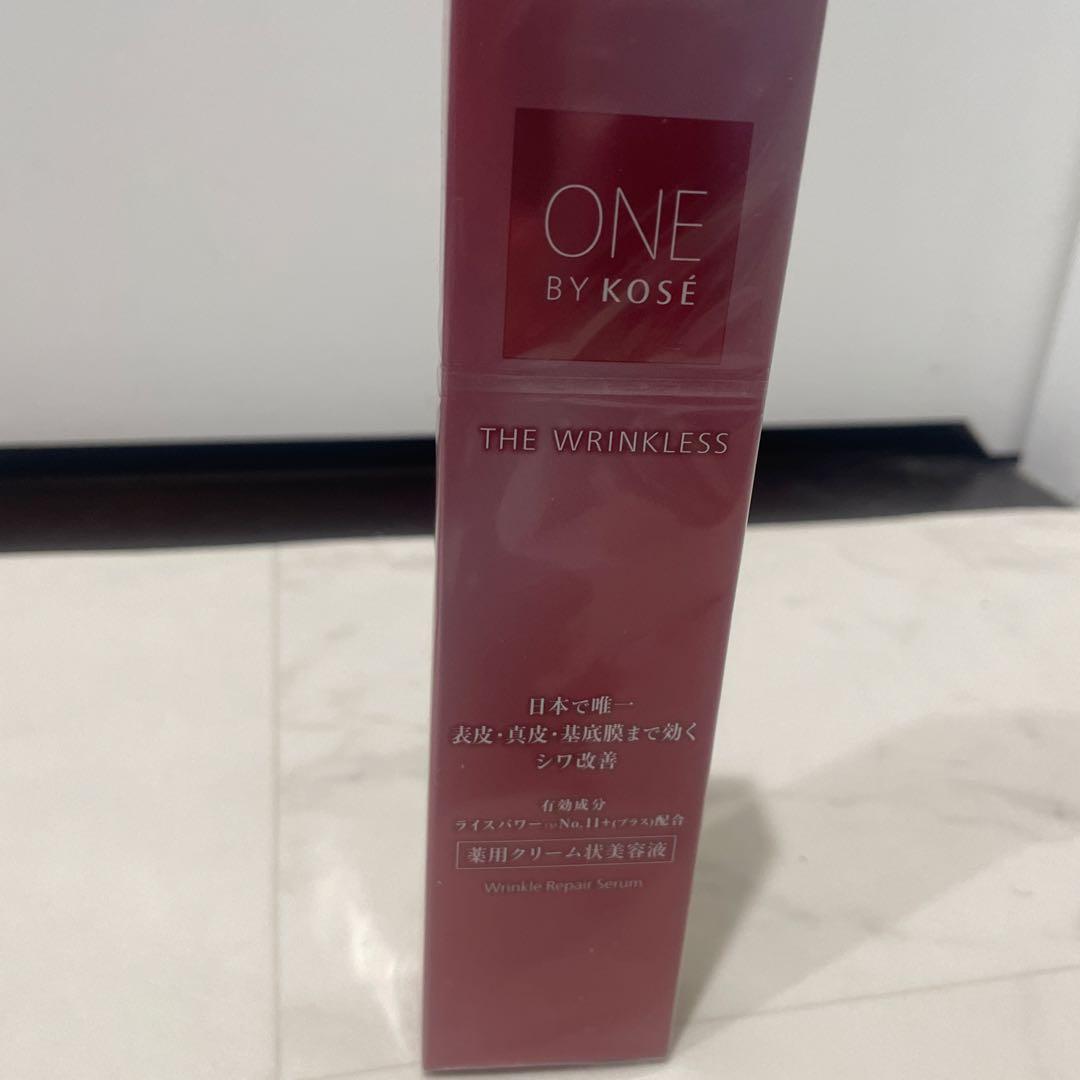 ONE
BY KOSÉ
THE WRINKLESS
日本で唯一
表皮・真皮・基底膜まで効く
シワ改善
有効成分
ライスパワー No.11+(プラス)配合
薬用クリーム状美容液
Wrinkle Repair Serum